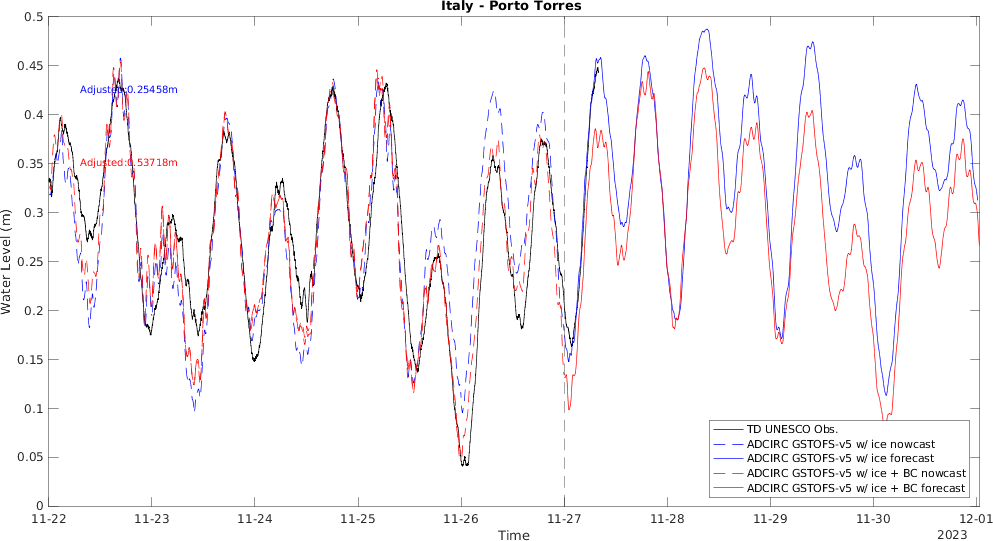 Italy - Porto Torres
0.5
0.45
0.4
0.35
0.3
0.25
0.2
0.15
0.1
0.05
0
Water Level (m)
Adjusted:0.25458m
Adjusted:0.53718m
TD UNESCO Obs.
ADCIRC GSTOFS-v5 w/ ice nowcast
ADCIRC GSTOFS-v5 w/ ice forecast
ADCIRC GSTOFS-v5 w/ ice + BC nowcast
ADCIRC GSTOFS-v5 w/ ice + BC forecast
11-22 11-23 11-24 11-25 11-26 11-27 11-28 11-29 11-30 12-01
Time
2023